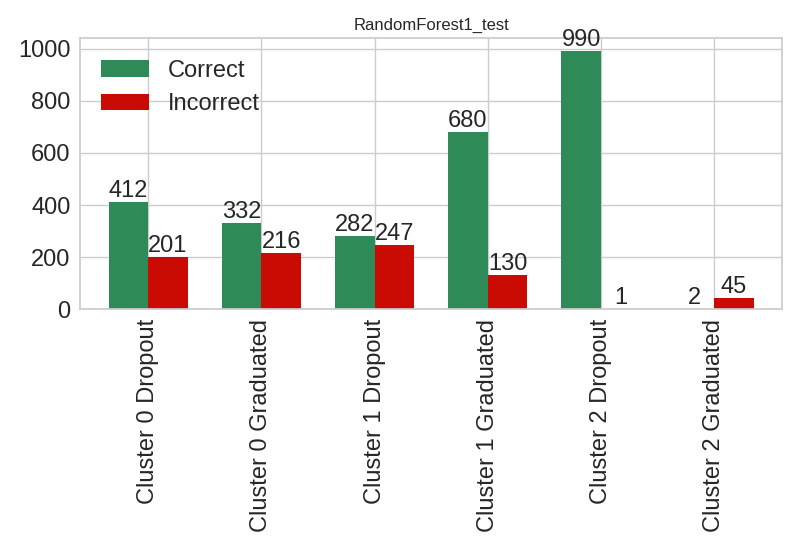 RandomForest1_test
1000
800
600
400
200
0
Correct
Incorrect
412
201
332
216
282
247
680
130
990
1
2
45
Cluster 0 Dropout
Cluster 0 Graduated
Cluster 1 Dropout
Cluster 1 Graduated
Cluster 2 Dropout
Cluster 2 Graduated